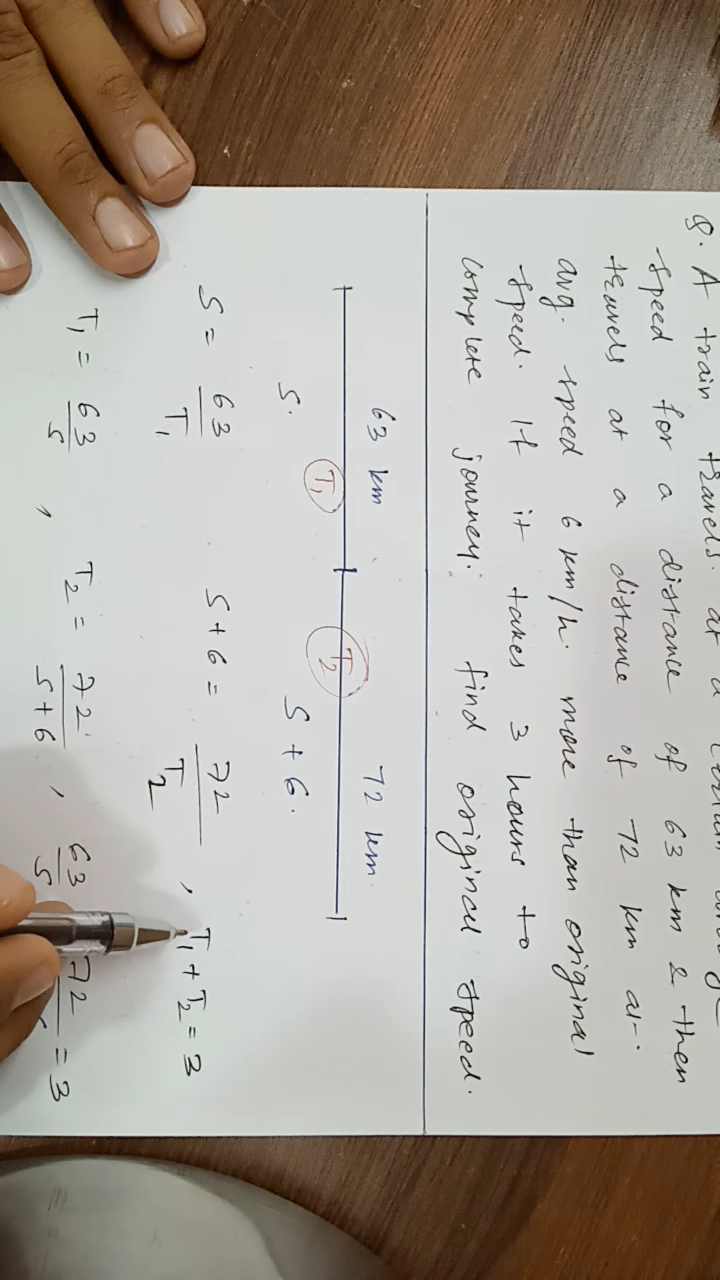 Q. A train travels. at a certain
speed for a distance of 63 km & then
travels at a distance of 72 km at
avg. speed 6 km/h. more than original
speed. If it takes 3 hours to
complete journey. find original speed.
63 km 72 km.
T1 T2
S. S + 6.
S = 63/T1 S + 6 = 72/T2 , T1 + T2 = 3
T1 = 63/S , T2 = 72/S+6 , 63/S 72 = 3